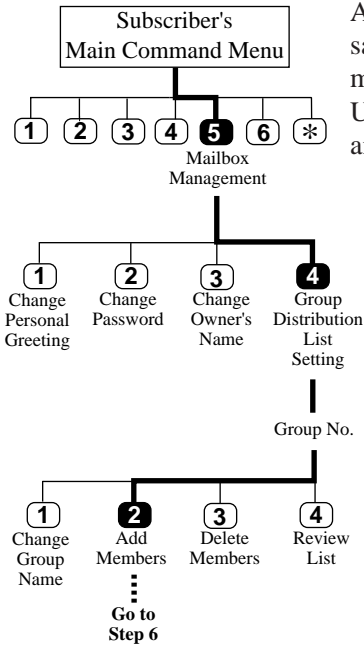 Subscriber's
Main Command Menu
1 2 3 4 5 6 *
Mailbox
Management
1 2 3 4
Change
Personal
Greeting
Change
Password
Change
Owner's
Name
Group
Distribution
List
Setting
Group No.
1 2 3 4
Change
Group
Name
Add
Members
Delete
Members
Review
List
Go to
Step 6